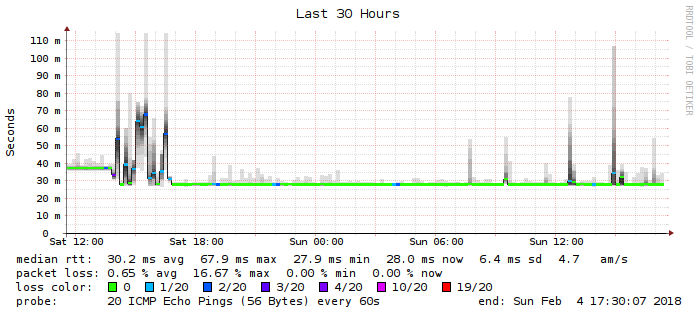 Last 30 Hours
RRDTOOL / TOBI OETIKER
Seconds
110 m
100 m
90 m
80 m
70 m
60 m
50 m
40 m
30 m
20 m
10 m
0
Sat 12:00 Sat 18:00 Sun 00:00 Sun 06:00 Sun 12:00
median rtt: 30.2 ms avg 67.9 ms max 27.9 ms min 28.0 ms now 6.4 ms sd 4.7 am/s
packet loss: 0.65 % avg 16.67 % max 0.00 % min 0.00 % now
loss color: 0 1/20 2/20 3/20 4/20 10/20 19/20
probe: 20 ICMP Echo Pings (56 Bytes) every 60s end: Sun Feb 4 17:30:07 2018